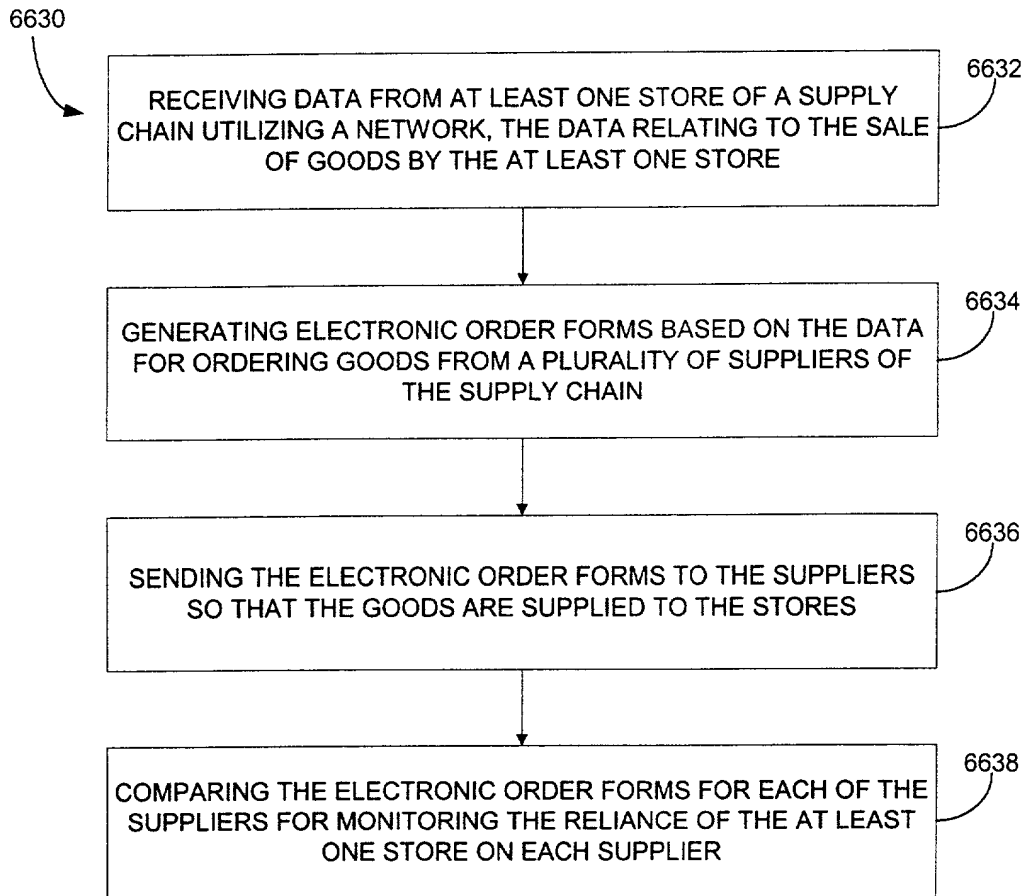 6630
6632
RECEIVING DATA FROM AT LEAST ONE STORE OF A SUPPLY
CHAIN UTILIZING A NETWORK, THE DATA RELATING TO THE SALE
OF GOODS BY THE AT LEAST ONE STORE
6634
GENERATING ELECTRONIC ORDER FORMS BASED ON THE DATA
FOR ORDERING GOODS FROM A PLURALITY OF SUPPLIERS OF
THE SUPPLY CHAIN
6636
SENDING THE ELECTRONIC ORDER FORMS TO THE SUPPLIERS
SO THAT THE GOODS ARE SUPPLIED TO THE STORES
6638
COMPARING THE ELECTRONIC ORDER FORMS FOR EACH OF THE
SUPPLIERS FOR MONITORING THE RELIANCE OF THE AT LEAST
ONE STORE ON EACH SUPPLIER